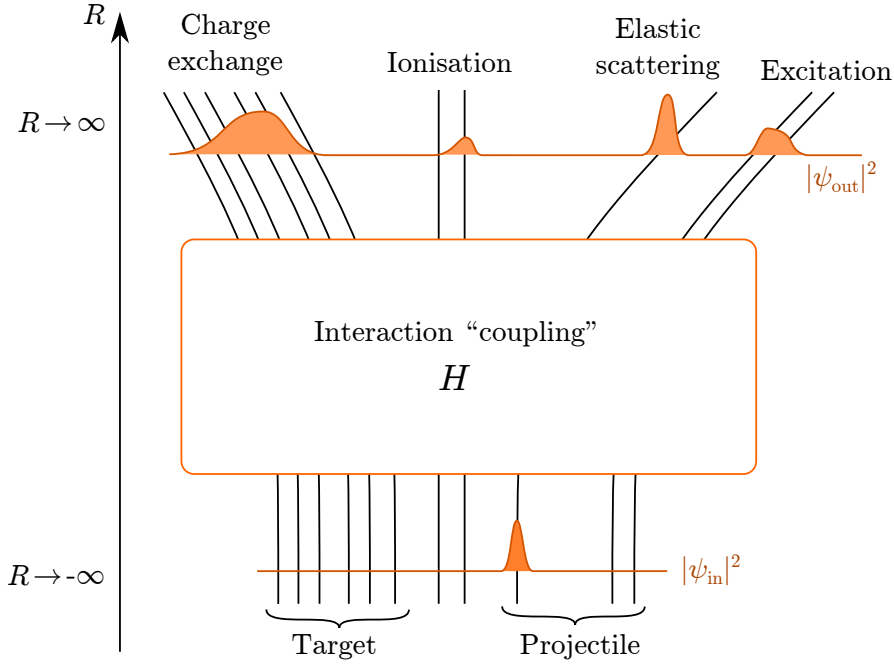 R
Charge
exchange
Ionisation
Elastic
scattering
Excitation
R→∞
|ψout|²
Interaction “coupling”
H
R→-∞
|ψin|²
Target
Projectile